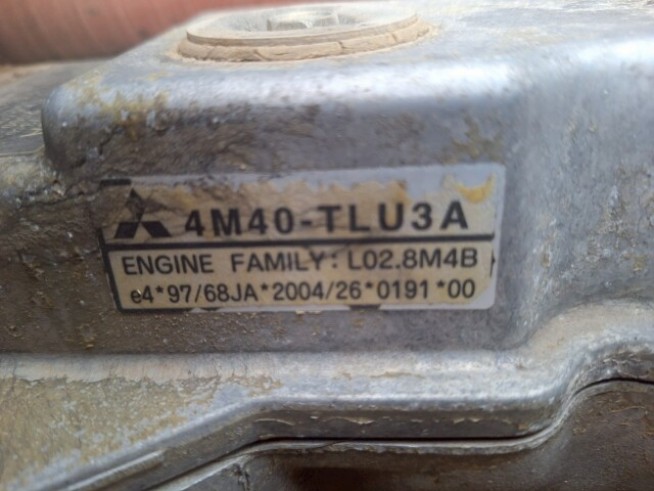 4M40-TLU3A
ENGINE FAMILY: L02.8M4B
e4*97/68JA*2004/26*0191*00